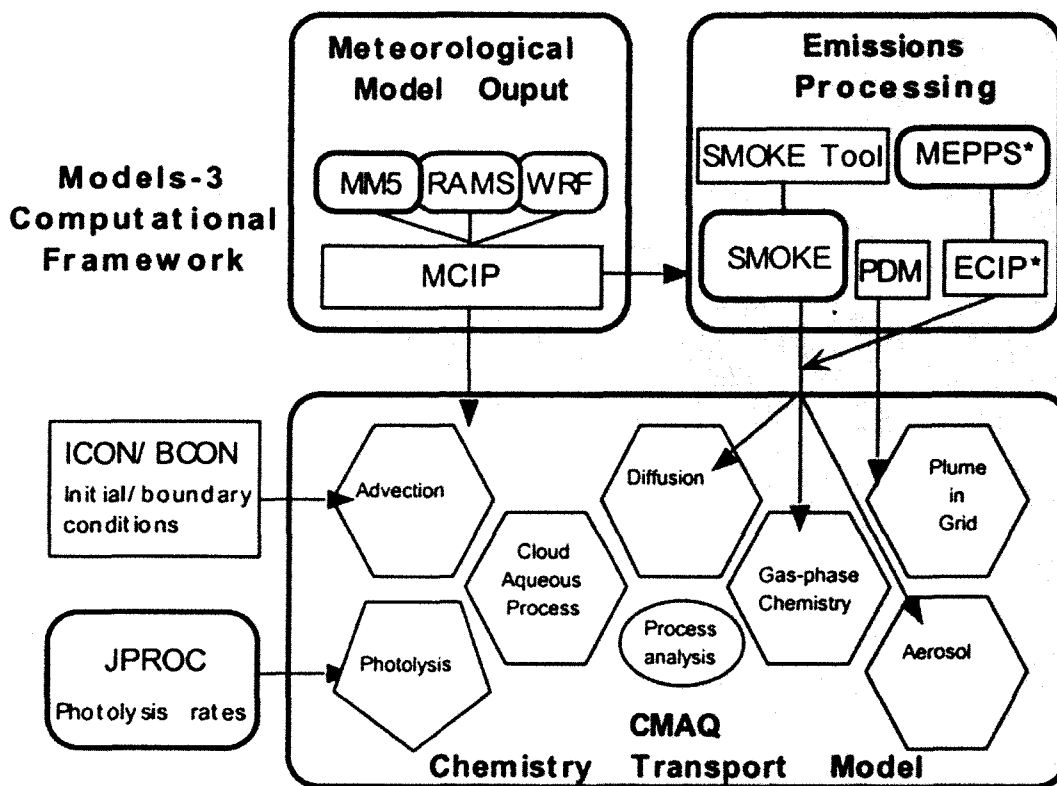 Meteorological
Model Ouput
MM5
RAMS
WRF
MCIP
Emissions
Processing
SMOKE Tool
MEPPS*
SMOKE
PDM
ECIP*
Models-3
Computational
Framework
ICON/ BCON
Initial/boundary
conditions
JPROC
Photolysis rates
Advection
Cloud
Aqueous
Process
Photolysis
Diffusion
Process
analysis
Gas-phase
Chemistry
Plume
in
Grid
Aerosol
CMAQ
Chemistry Transport Model